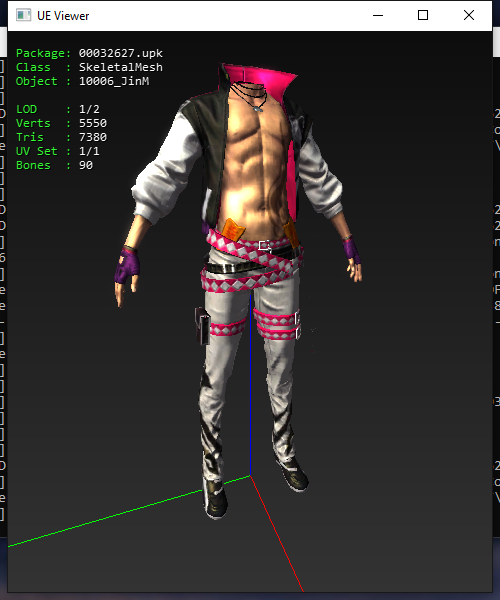 UE Viewer
Package: 00032627.upk
Class : SkeletalMesh
Object : 10006_JinM
LOD : 1/2
Verts : 5550
Tris : 7380
UV Set : 1/1
Bones : 90